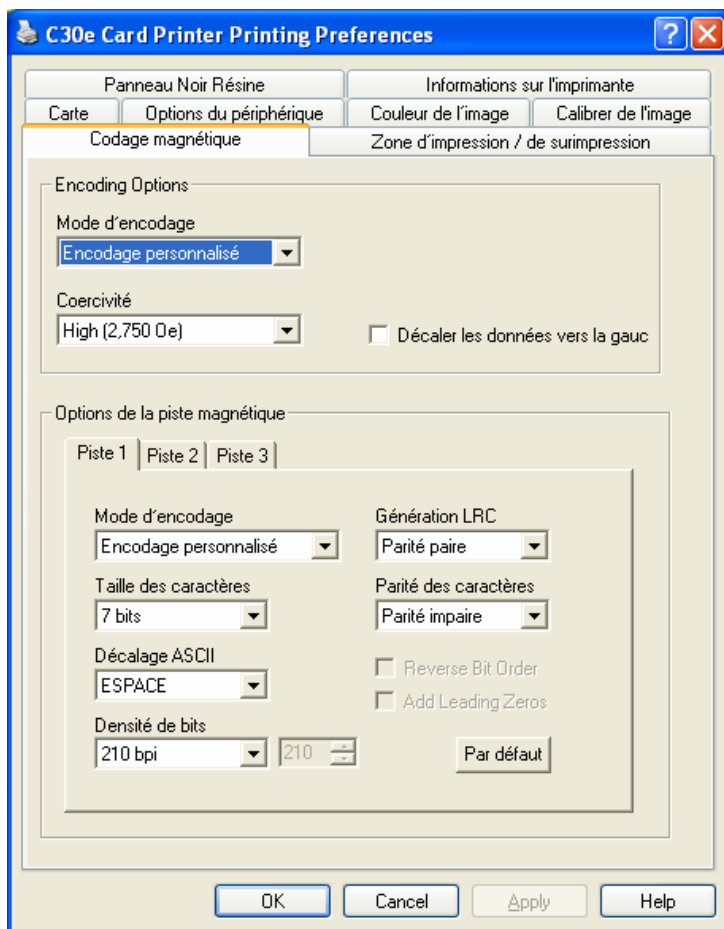 C30e Card Printer Printing Preferences
Panneau Noir Résine
Informations sur l'imprimante
Carte
Options du périphérique
Couleur de l´image
Calibrer de l'image
Codage magnétique
Zone d´impression / de surimpression
Encoding Options
Mode d´encodage
Encodage personnalisé
Coercivité
High (2,750 Oe)
Décaler les données vers la gauc
Options de la piste magnétique
Piste 1
Piste 2
Piste 3
Mode d´encodage
Génération LRC
Encodage personnalisé
Parité paire
Taille des caractères
Parité des caractères
7 bits
Parité impaire
Décalage ASCII
Reverse Bit Order
ESPACE
Add Leading Zeros
Densité de bits
210 bpi
210
Par défaut
OK
Cancel
Apply
Help